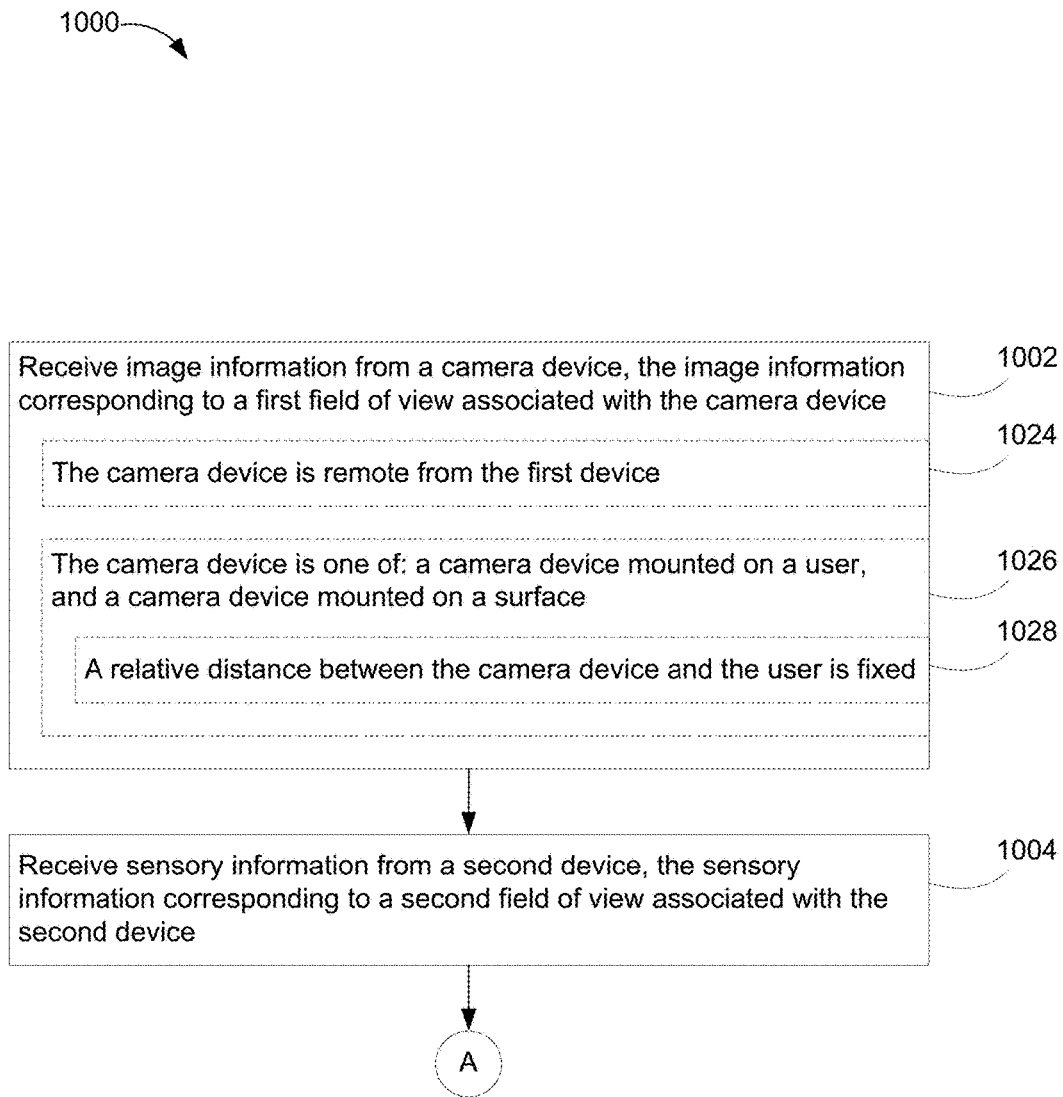 1000
Receive image information from a camera device, the image information
corresponding to a first field of view associated with the camera device
1002
The camera device is remote from the first device
1024
The camera device is one of: a camera device mounted on a user,
and a camera device mounted on a surface
1026
A relative distance between the camera device and the user is fixed
1028
Receive sensory information from a second device, the sensory
information corresponding to a second field of view associated with the
second device
1004
A